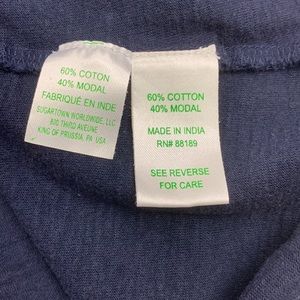 60% COTTON
40% MODAL
FABRIQUÉ EN INDE
SUGARTOWN WORLDWIDE, LLC
800 THIRD AVEUNE
KING OF PRUSSIA, PA USA
60% COTTON
40% MODAL
MADE IN INDIA
RN# 88189
SEE REVERSE
FOR CARE